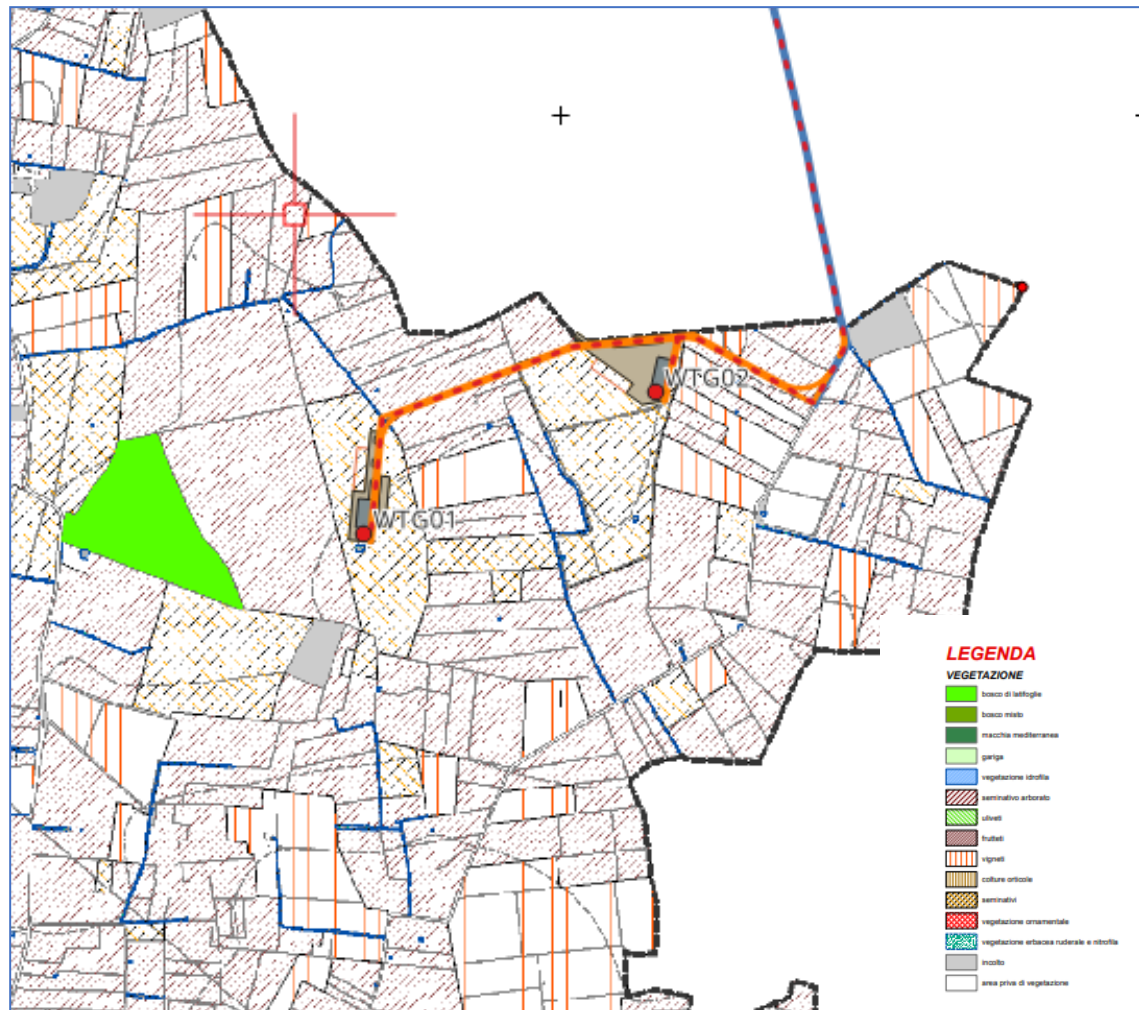 WTG02
WTG01
LEGENDA
VEGETAZIONE
bosco di latifoglie
bosco misto
macchia mediterranea
gariga
vegetazione idrofila
seminativo arborato
uliveti
frutteti
vigneti
colture orticole
seminativi
vegetazione ornamentale
vegetazione erbacea ruderale e nitrofila
incolto
area priva di vegetazione